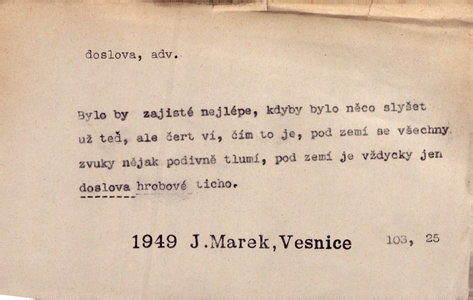 doslova, adv.
Bylo by zajisté nejlépe, kdyby bylo něco slyšet
už teď, ale čert ví, čím to je, pod zemí se všechny
zvuky nějak podivně tlumí, pod zemí je vždycky jen
doslova hrobové ticho.
1949 J.Marek, Vesnice 103, 25